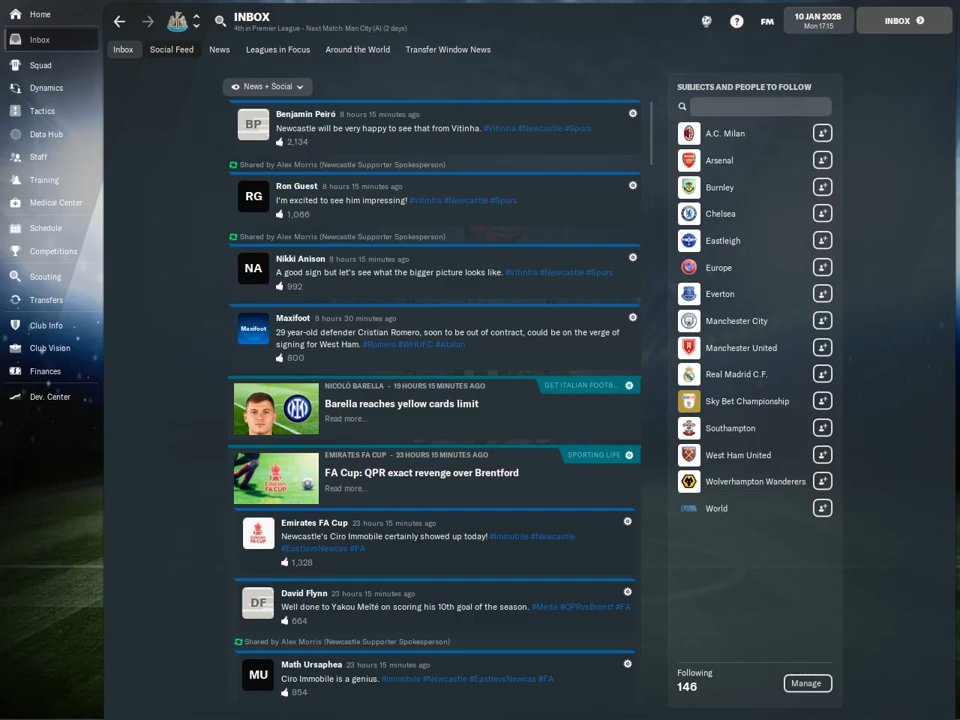 Home
Inbox
Squad
Dynamics
Tactics
Data Hub
Staff
Training
Medical Center
Schedule
Competitions
Scouting
Transfers
Club Info
Club Vision
Finances
Dev. Center
INBOX
4th in Premier League - Next Match: Man City (A) (2 days)
?
FM
10 JAN 2028
Mon 17:15
INBOX
Inbox
Social Feed
News
Leagues in Focus
Around the World
Transfer Window News
News + Social
BP
Benjamin Peiró 8 hours 15 minutes ago
Newcastle will be very happy to see that from Vitinha. #Vitinha #Newcastle #Spurs
2,134
Shared by Alex Morris (Newcastle Supporter Spokesperson)
RG
Ron Guest 8 hours 15 minutes ago
I'm excited to see him impressing! #Vitinha #Newcastle #Spurs
1,066
Shared by Alex Morris (Newcastle Supporter Spokesperson)
NA
Nikki Anison 8 hours 15 minutes ago
A good sign but let's see what the bigger picture looks like. #Vitinha #Newcastle #Spurs
992
Maxifoot
Maxifoot 8 hours 30 minutes ago
29 year-old defender Cristian Romero, soon to be out of contract, could be on the verge of
signing for West Ham. #Romero #WHUFC #Atalan
800
NICOLÒ BARELLA - 19 HOURS 15 MINUTES AGO
GET ITALIAN FOOTB...
Barella reaches yellow cards limit
Read more...
EMIRATES FA CUP - 23 HOURS 15 MINUTES AGO
SPORTING LIFE
FA Cup: QPR exact revenge over Brentford
Read more...
Emirates FA Cup 23 hours 15 minutes ago
Newcastle's Ciro Immobile certainly showed up today! #Immobile #Newcastle
#EastlevsNewcas #FA
1,328
DF
David Flynn 23 hours 15 minutes ago
Well done to Yakou Meité on scoring his 10th goal of the season. #Meité #QPRvsBrentf #FA
664
Shared by Alex Morris (Newcastle Supporter Spokesperson)
MU
Math Ursaphea 23 hours 15 minutes ago
Ciro Immobile is a genius. #Immobile #Newcastle #EastlevsNewcas #FA
854
SUBJECTS AND PEOPLE TO FOLLOW
A.C. Milan
Arsenal
Burnley
Chelsea
Eastleigh
Europe
Everton
Manchester City
Manchester United
Real Madrid C.F.
Sky Bet Championship
Southampton
West Ham United
Wolverhampton Wanderers
World
Following
146
Manage